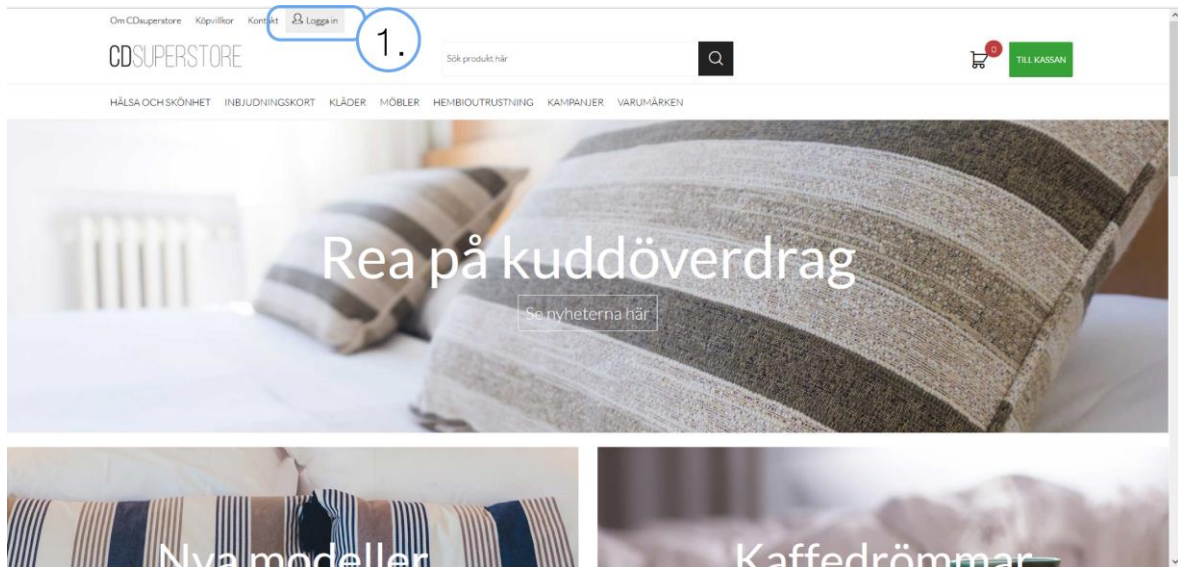 Om CDsuperstore Köpvillkor Kontakt Logga in
1.
CDSUPERSTORE
Sök produkt här
0
TILL KASSAN
HÄLSA OCH SKÖNHET INBJUDNINGSKORT KLÄDER MÖBLER HEMBIOUTRUSTNING KAMPANJER VARUMÄRKEN
Rea på kuddöverdrag
Se nyheterna här
Nya modeller
Kaffedrömmar